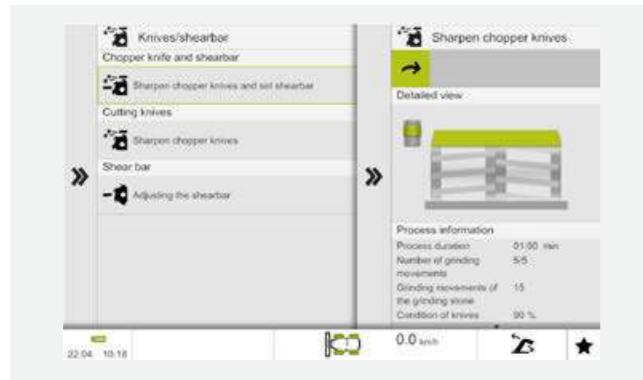 Knives/shearbar
Chopper knife and shearbar
Sharpen chopper knives and set shearbar
Cutting knives
Sharpen chopper knives
Shear bar
Adjusting the shearbar
Sharpen chopper knives
Detailed view
Process information
Process duration 01:00 min
Number of grinding movements 5/5
Grinding movements of the grinding stone 15
Condition of knives 90 %
22.04. 10:18
0.0 km/h